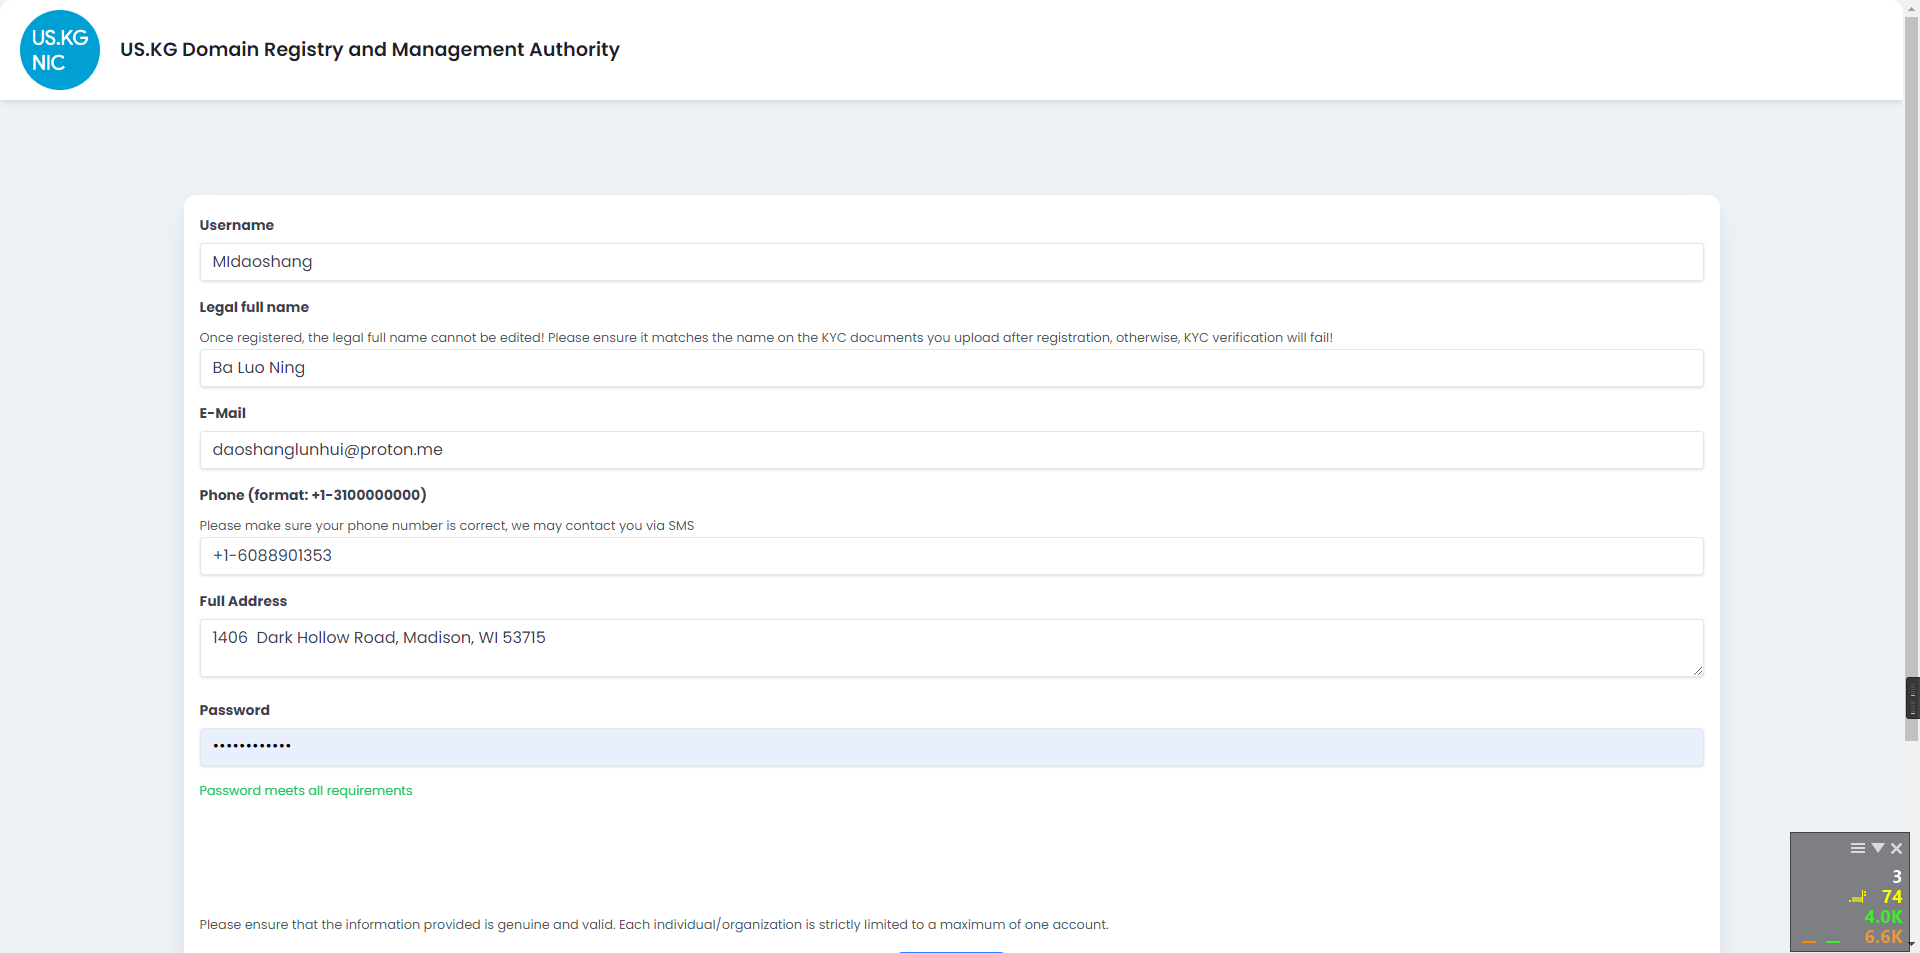 US.KG
NIC
US.KG Domain Registry and Management Authority
Username
MIdaoshang
Legal full name
Once registered, the legal full name cannot be edited! Please ensure it matches the name on the KYC documents you upload after registration, otherwise, KYC verification will fail!
Ba Luo Ning
E-Mail
daoshanglunhui@proton.me
Phone (format: +1-3100000000)
Please make sure your phone number is correct, we may contact you via SMS
+1-6088901353
Full Address
1406  Dark Hollow Road, Madison, WI 53715
Password
••••••••••••
Password meets all requirements
Please ensure that the information provided is genuine and valid. Each individual/organization is strictly limited to a maximum of one account.
3
74
4.0K
6.6K